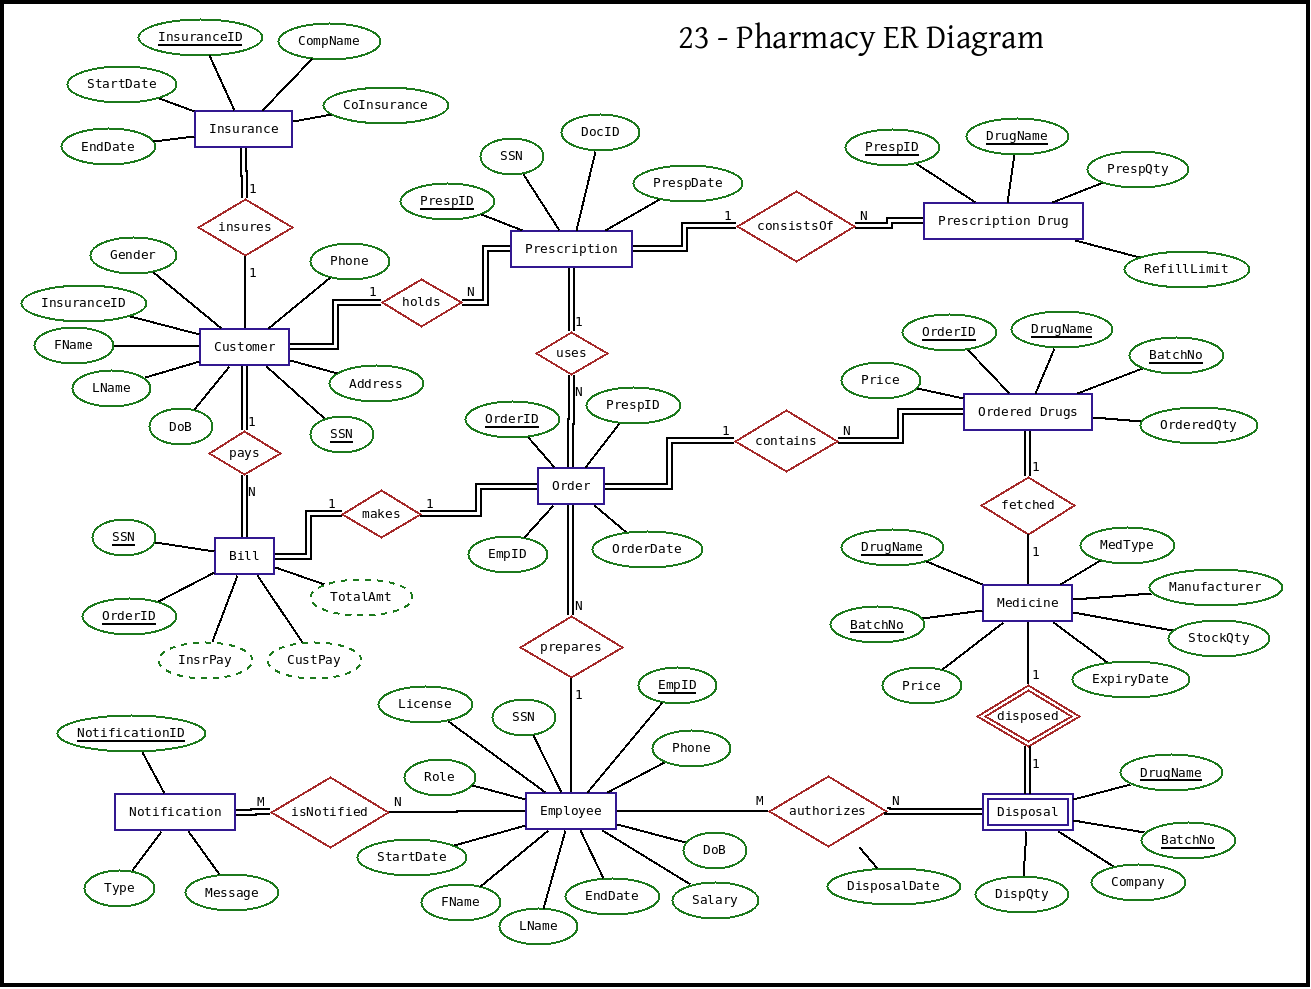 23 - Pharmacy ER Diagram
InsuranceID
CompName
StartDate
CoInsurance
Insurance
EndDate
1
insures
1
Gender
Phone
InsuranceID
FName
Customer
LName
Address
DoB
SSN
1
holds
N
SSN
DocID
PrespID
PrespDate
Prescription
1
consistsOf
N
PrespID
DrugName
PrespQty
Prescription Drug
RefillLimit
1
uses
N
OrderID
PrespID
Order
EmpID
OrderDate
1
contains
N
OrderID
DrugName
BatchNo
Price
Ordered Drugs
OrderedQty
1
fetched
1
1
pays
N
1
makes
1
SSN
Bill
OrderID
TotalAmt
InsrPay
CustPay
DrugName
MedType
Manufacturer
Medicine
BatchNo
StockQty
Price
ExpiryDate
1
disposed
1
N
prepares
1
License
SSN
EmpID
Phone
Role
Employee
StartDate
DoB
FName
LName
EndDate
Salary
NotificationID
Notification
Type
Message
M
isNotified
N
M
authorizes
N
DisposalDate
DrugName
Disposal
BatchNo
DispQty
Company